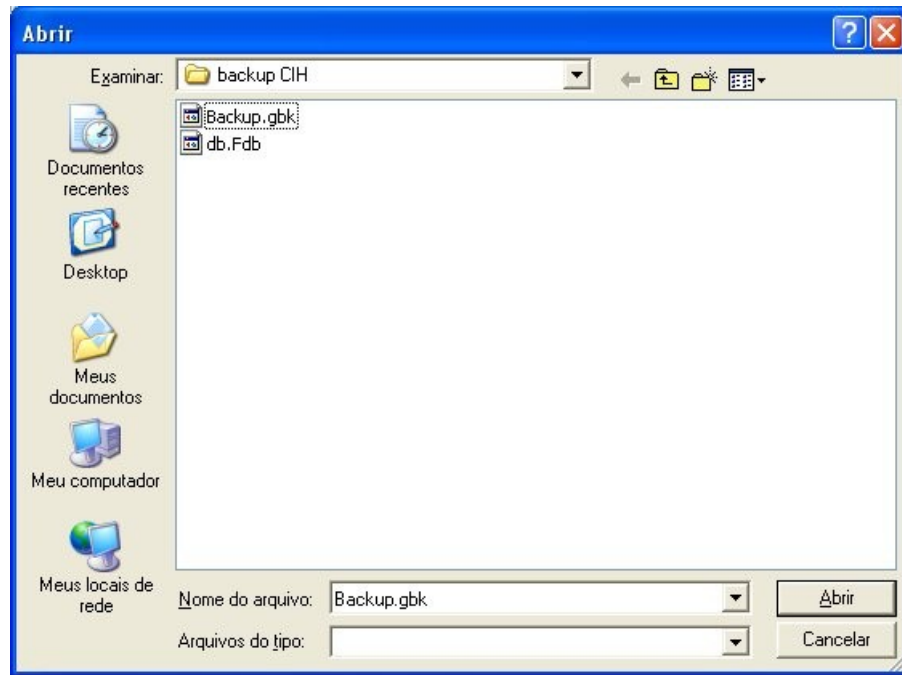 Abrir
Examinar:
backup CIH
Documentos
recentes
Desktop
Meus
documentos
Meu computador
Meus locais de
rede
Backup.gbk
db.Fdb
Nome do arquivo:
Backup.gbk
Abrir
Arquivos do tipo:
Cancelar